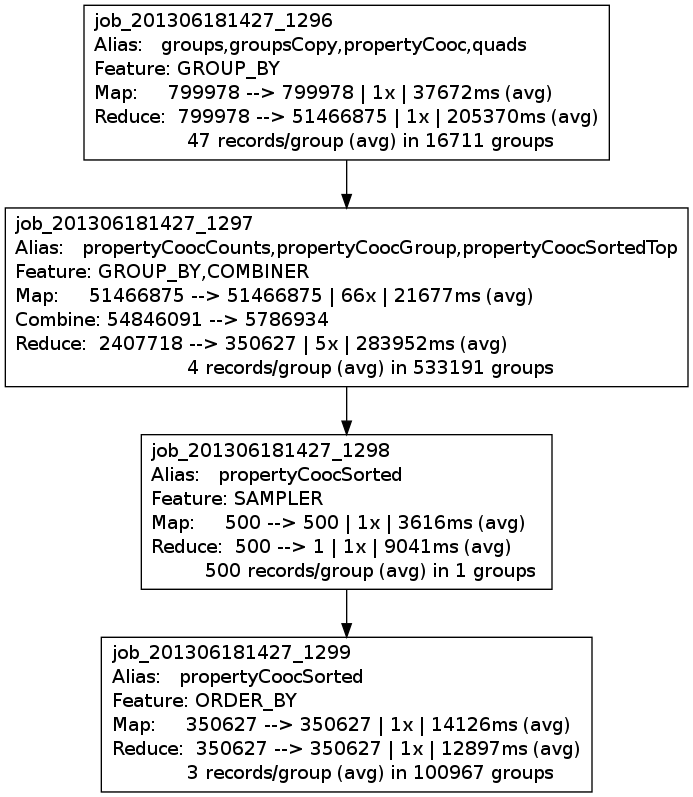 job_201306181427_1296
Alias: groups,groupsCopy,propertyCooc,quads
Feature: GROUP_BY
Map: 799978 --> 799978 | 1x | 37672ms (avg)
Reduce: 799978 --> 51466875 | 1x | 205370ms (avg)
47 records/group (avg) in 16711 groups
job_201306181427_1297
Alias: propertyCoocCounts,propertyCoocGroup,propertyCoocSortedTop
Feature: GROUP_BY,COMBINER
Map: 51466875 --> 51466875 | 66x | 21677ms (avg)
Combine: 54846091 --> 5786934
Reduce: 2407718 --> 350627 | 5x | 283952ms (avg)
4 records/group (avg) in 533191 groups
job_201306181427_1298
Alias: propertyCoocSorted
Feature: SAMPLER
Map: 500 --> 500 | 1x | 3616ms (avg)
Reduce: 500 --> 1 | 1x | 9041ms (avg)
500 records/group (avg) in 1 groups
job_201306181427_1299
Alias: propertyCoocSorted
Feature: ORDER_BY
Map: 350627 --> 350627 | 1x | 14126ms (avg)
Reduce: 350627 --> 350627 | 1x | 12897ms (avg)
3 records/group (avg) in 100967 groups